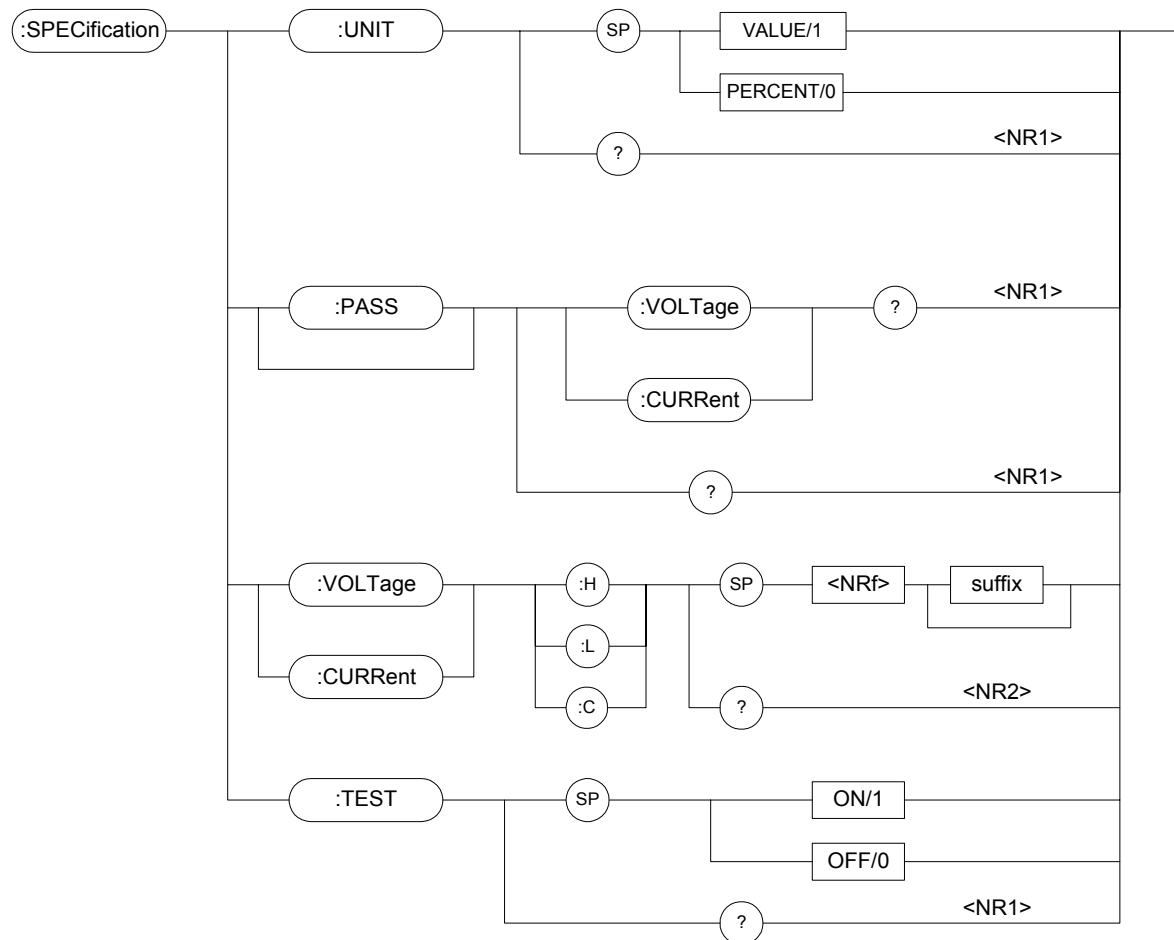 :SPECification
:UNIT
SP
VALUE/1
PERCENT/0
?
<NR1>
:PASS
:VOLTage
?
<NR1>
:CURRent
?
<NR1>
:VOLTage
:H
SP
<NRf>
suffix
:L
:CURRent
:C
?
<NR2>
:TEST
SP
ON/1
OFF/0
?
<NR1>